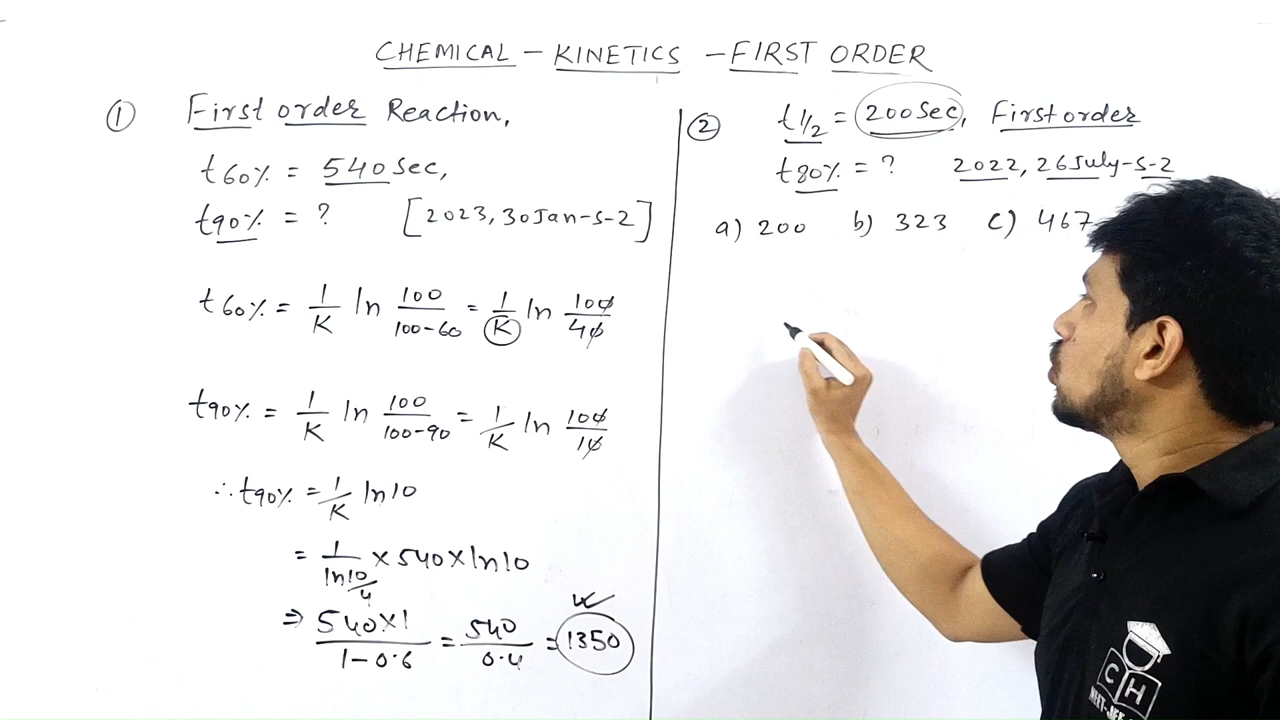 CHEMICAL - KINETICS - FIRST ORDER
① First order Reaction,
t60% = 540 sec,
t90% = ? [2023, 30 Jan-S-2]
t60% = 1/K ln 100/100-60 = 1/K ln 100/40
t90% = 1/K ln 100/100-90 = 1/K ln 100/10
∴ t90% = 1/K ln10
= 1/ln10/4 × 540 × ln10
⇒ 540×1/1-0.6 = 540/0.4 = 1350
② t1/2 = 200 Sec, First order
t80% = ? 2022, 26 July-S-2
a) 200 b) 323 c) 467
CH